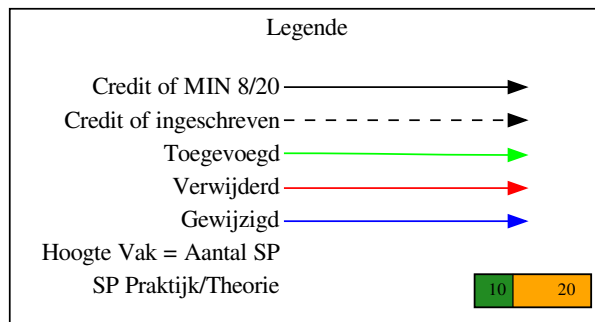 Legende
Credit of MIN 8/20
Credit of ingeschreven
Toegevoegd
Verwijderd
Gewijzigd
Hoogte Vak = Aantal SP
SP Praktijk/Theorie 10 20